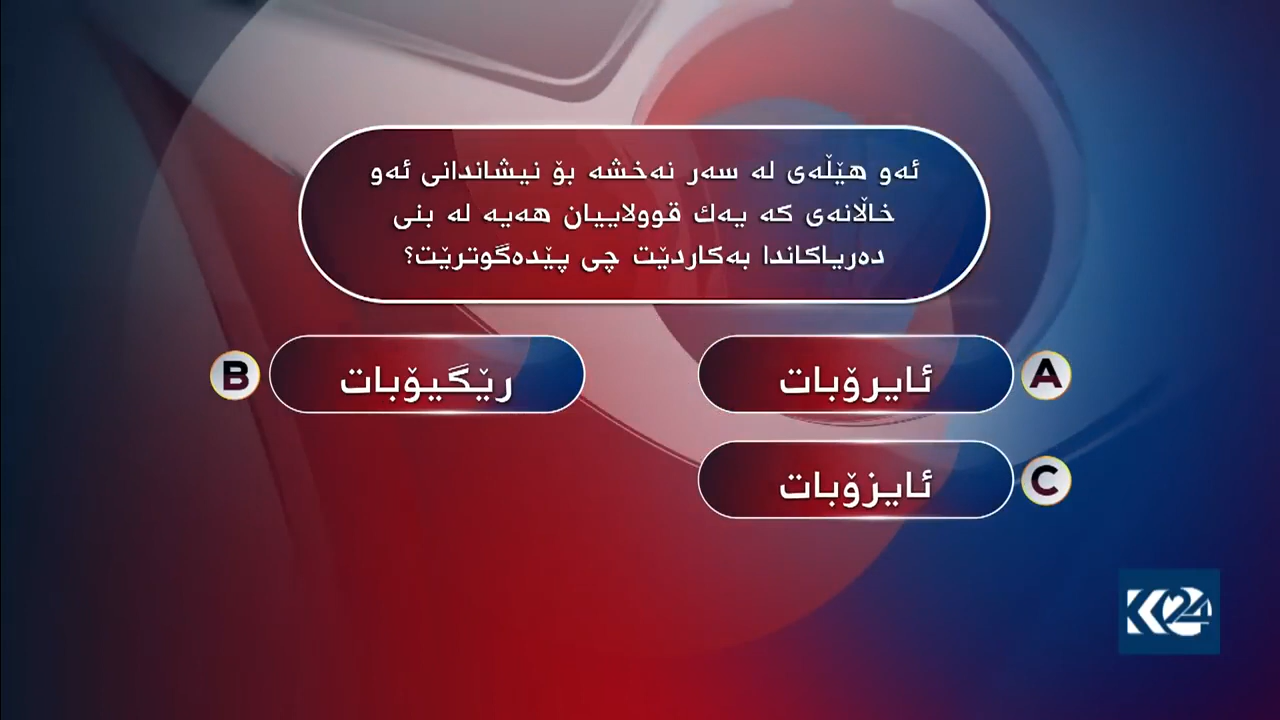 ئەو هێڵەی لە سەر نەخشە بۆ نیشاندانی ئەو
خاڵانەی کە یەك قوولاییان هەیە لە بنی
دەریاکاندا بەکاردێت چی پێدەگوترێت؟
A ئایرۆبات
B رێگیۆبات
C ئایزۆبات
K24